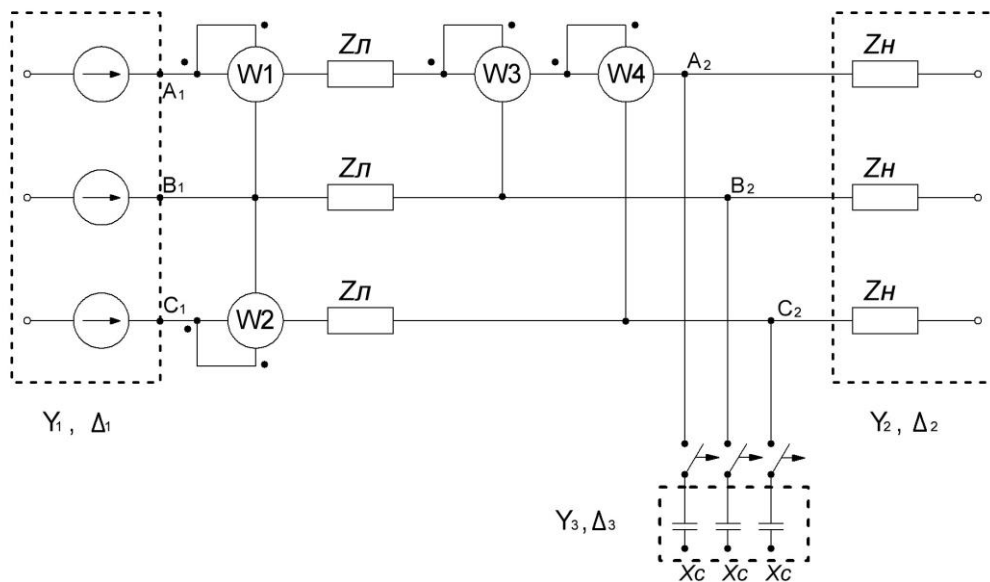 Zл Zн
W1 W3 W4
A₁ A₂
Zл Zн
B₁ B₂
Zл Zн
C₁ C₂
W2
Y₁, Δ₁ Y₂, Δ₂
Y₃, Δ₃
Xc Xc Xc